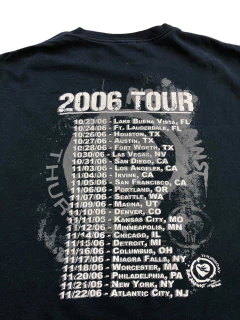 2006 TOUR
10/23/06 - Lake Buena Vista, FL
10/24/06 - Ft. Lauderdale, FL
10/26/06 - Houston, TX
10/27/06 - Austin, TX
10/28/06 - Fort Worth, TX
10/30/06 - Las Vegas, NV
10/31/06 - San Diego, CA
11/03/06 - Los Angeles, CA
11/04/06 - Irvine, CA
11/05/06 - San Francisco, CA
11/06/06 - Portland, OR
11/07/06 - Seattle, WA
11/09/06 - Magna, UT
11/10/06 - Denver, CO
11/11/06 - Kansas City, MO
11/12/06 - Minneapolis, MN
11/14/06 - Chicago, IL
11/15/06 - Detroit, MI
11/16/06 - Columbus, OH
11/17/06 - Niagra Falls, NY
11/18/06 - Worcester, MA
11/20/06 - Philadelphia, PA
11/21/06 - New York, NY
11/22/06 - Atlantic City, NJ